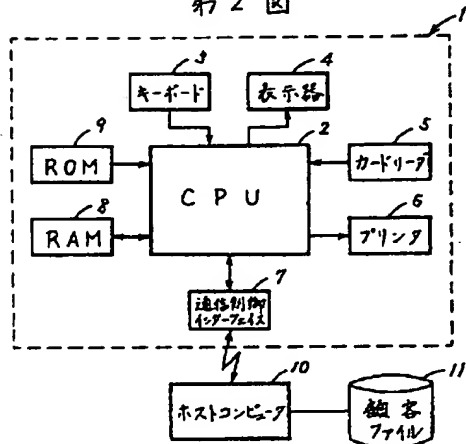 第2図
1
3
4
キーボード
表示器
9
2
5
ROM
CPU
カードリーダ
8
6
RAM
プリンタ
7
通信制御
インターフェイス
10
11
ホストコンピュータ
顧客
ファイル